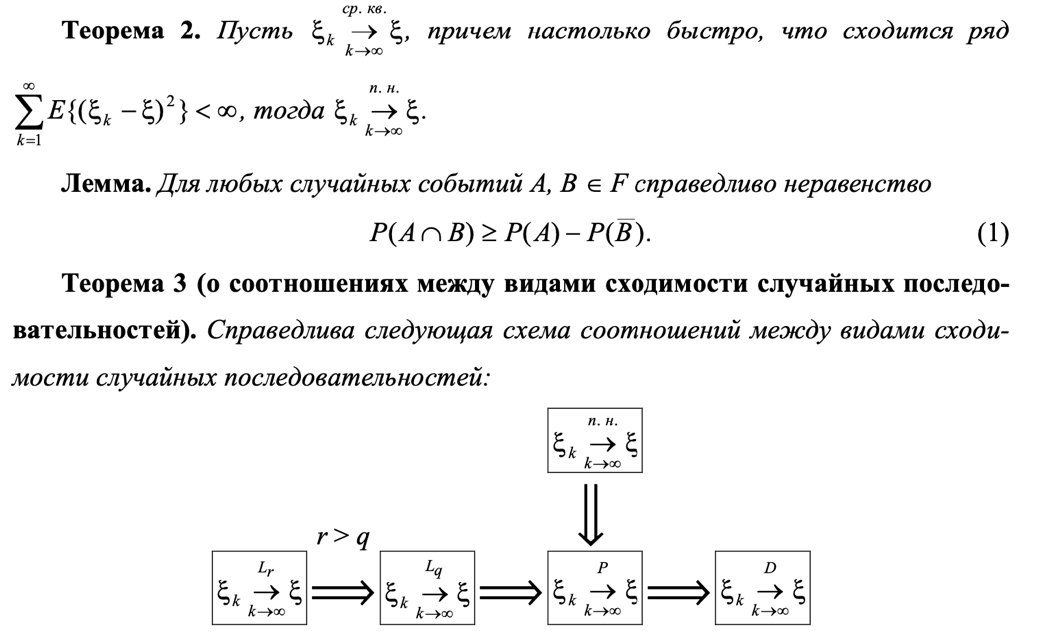 Теорема 2. Пусть ξ_k →(ср. кв., k→∞) ξ, причем настолько быстро, что сходится ряд
∑_{k=1}^{∞} E{(ξ_k − ξ)²} < ∞, тогда ξ_k →(п. н., k→∞) ξ.
Лемма. Для любых случайных событий A, B ∈ F справедливо неравенство
P(A ∩ B) ≥ P(A) − P(B̅). (1)
Теорема 3 (о соотношениях между видами сходимости случайных последо-
вательностей). Справедлива следующая схема соотношений между видами сходи-
мости случайных последовательностей:
ξ_k →(п. н., k→∞) ξ
⇓
r > q
ξ_k →(L_r, k→∞) ξ ⟹ ξ_k →(L_q, k→∞) ξ ⟹ ξ_k →(P, k→∞) ξ ⟹ ξ_k →(D, k→∞) ξ